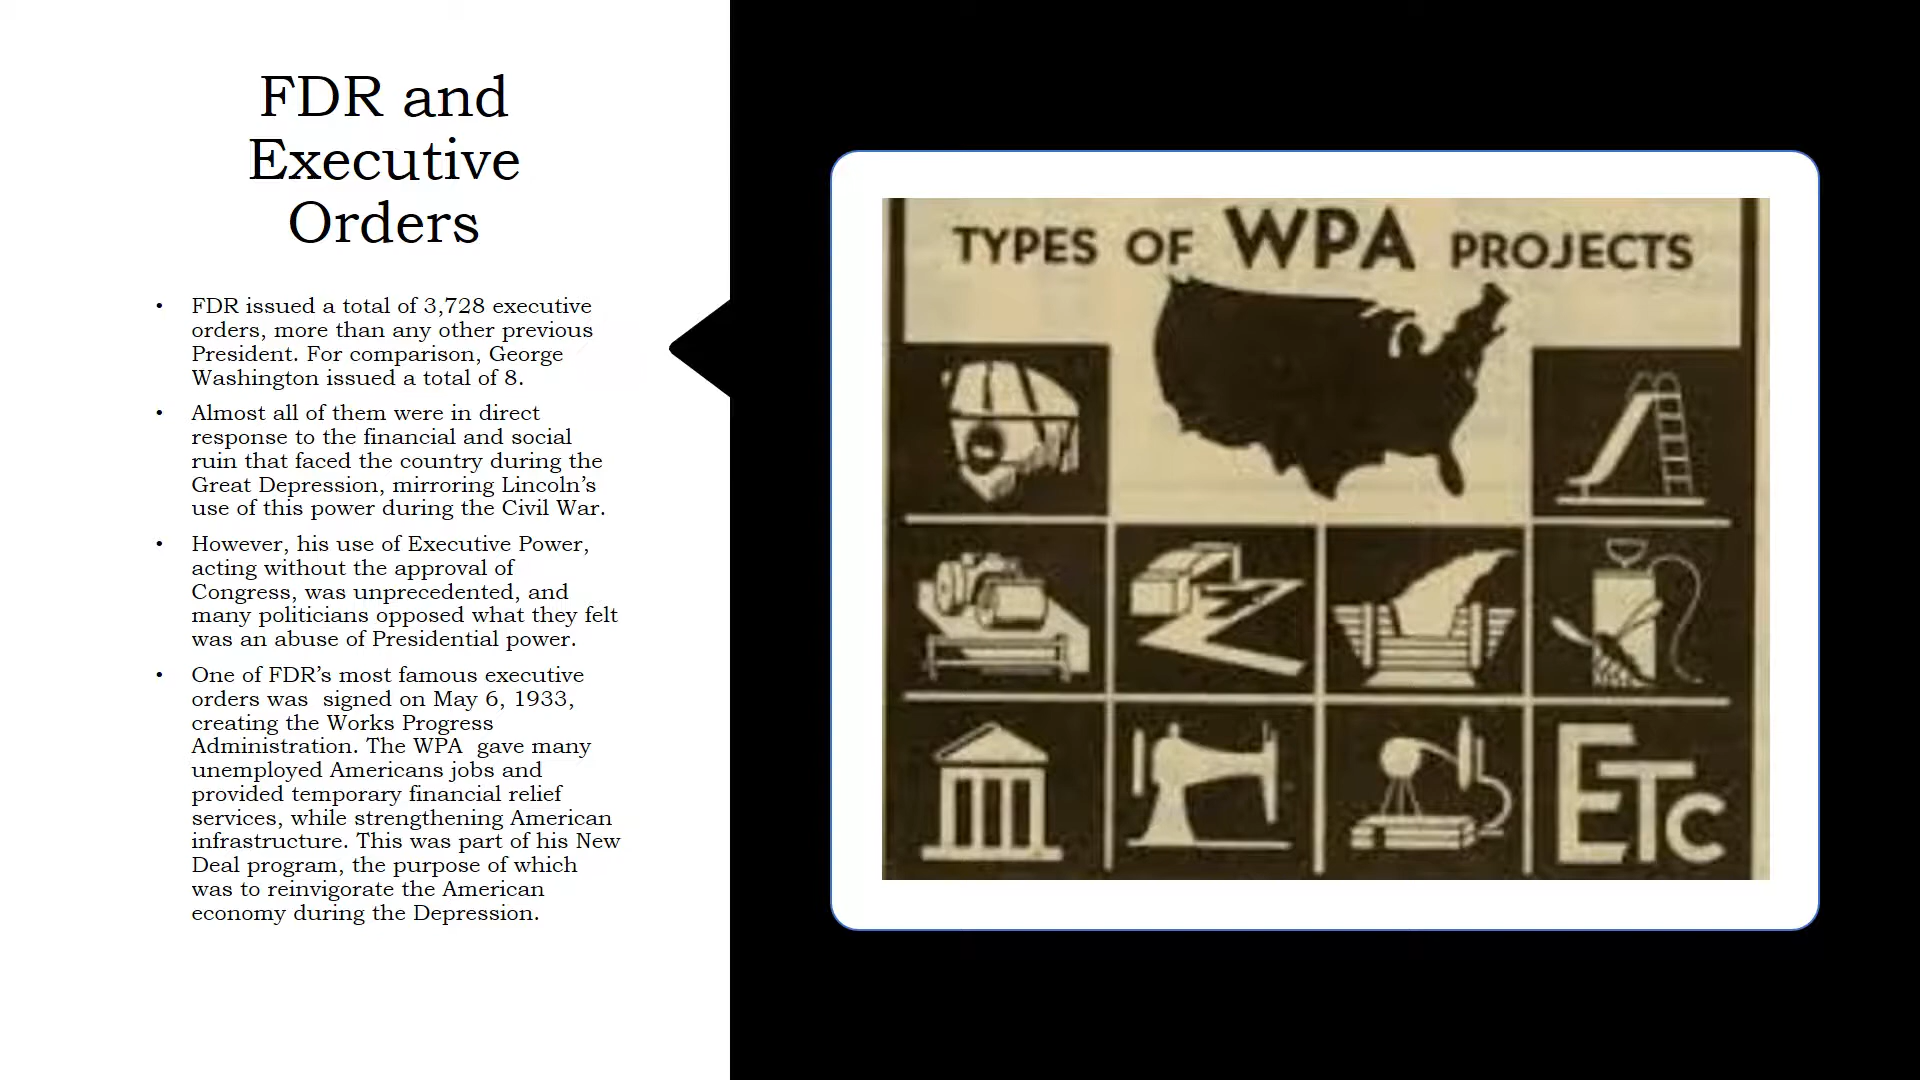 FDR and
Executive
Orders
• FDR issued a total of 3,728 executive
orders, more than any other previous
President. For comparison, George
Washington issued a total of 8.
• Almost all of them were in direct
response to the financial and social
ruin that faced the country during the
Great Depression, mirroring Lincoln’s
use of this power during the Civil War.
• However, his use of Executive Power,
acting without the approval of
Congress, was unprecedented, and
many politicians opposed what they felt
was an abuse of Presidential power.
• One of FDR’s most famous executive
orders was  signed on May 6, 1933,
creating the Works Progress
Administration. The WPA  gave many
unemployed Americans jobs and
provided temporary financial relief
services, while strengthening American
infrastructure. This was part of his New
Deal program, the purpose of which
was to reinvigorate the American
economy during the Depression.
TYPES OF WPA PROJECTS
ETC